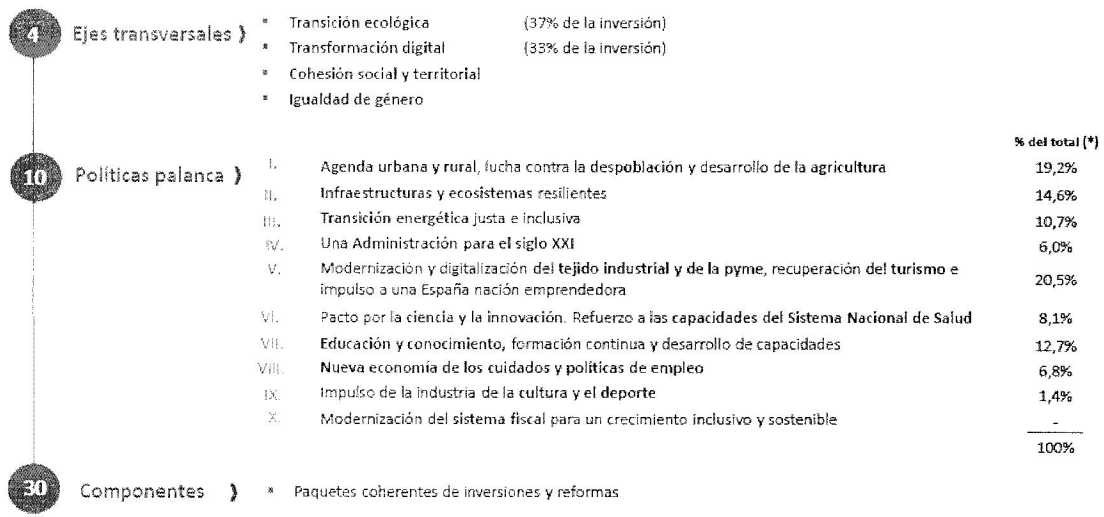 4 Ejes transversales ❫
* Transición ecológica (37% de la inversión)
* Transformación digital (33% de la inversión)
* Cohesión social y territorial
* Igualdad de género
% del total (*)
10 Políticas palanca ❫
I. Agenda urbana y rural, lucha contra la despoblación y desarrollo de la agricultura 19,2%
II. Infraestructuras y ecosistemas resilientes 14,6%
III. Transición energética justa e inclusiva 10,7%
IV. Una Administración para el siglo XXI 6,0%
V. Modernización y digitalización del tejido industrial y de la pyme, recuperación del turismo e
impulso a una España nación emprendedora 20,5%
VI. Pacto por la ciencia y la innovación. Refuerzo a las capacidades del Sistema Nacional de Salud 8,1%
VII. Educación y conocimiento, formación continua y desarrollo de capacidades 12,7%
VIII. Nueva economía de los cuidados y políticas de empleo 6,8%
IX. Impulso de la industria de la cultura y el deporte 1,4%
X. Modernización del sistema fiscal para un crecimiento inclusivo y sostenible -
100%
30 Componentes ❫ * Paquetes coherentes de inversiones y reformas